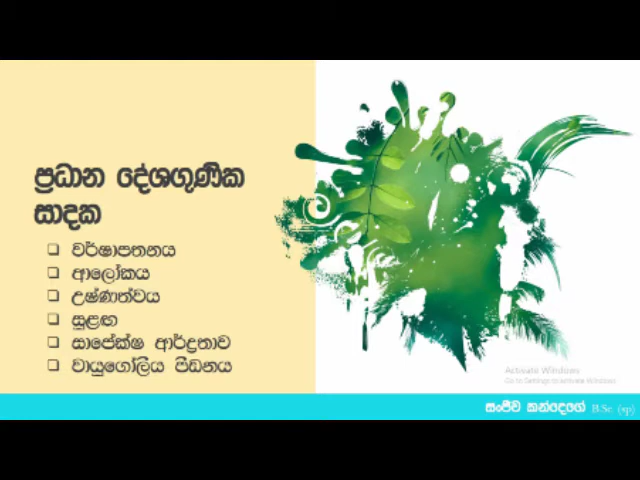 ප්‍රධාන දේශගුණික
සාදක
❑ වර්ෂාපතනය
❑ ආලෝකය
❑ උෂ්ණත්වය
❑ සුළඟ
❑ සාපේක්ෂ ආර්ද්‍රතාව
❑ වායුගෝලීය පීඩනය
Activate Windows
Go to Settings to activate Windows.
සංජීව කන්දෙගේ B.Sc. (sp)